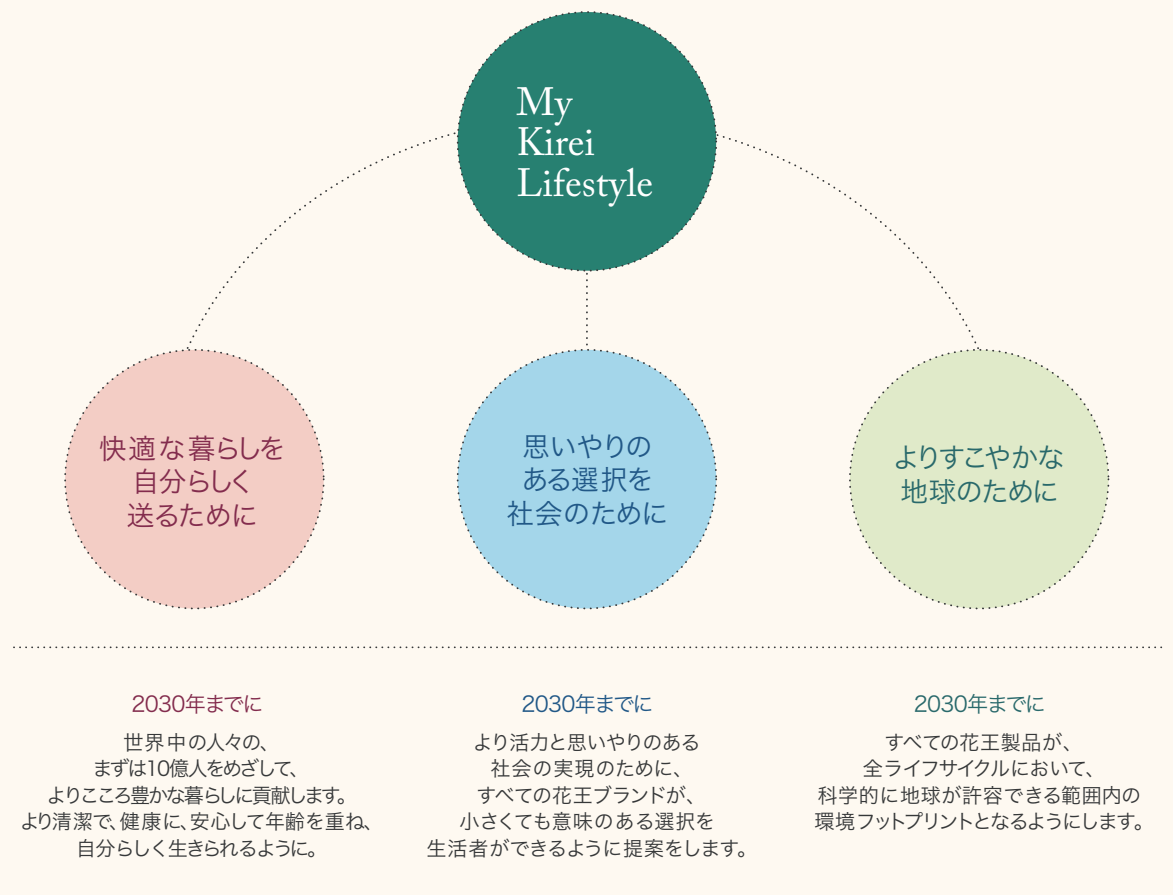 My
Kirei
Lifestyle
快適な暮らしを
自分らしく
送るために
思いやりの
ある選択を
社会のために
よりすこやかな
地球のために
2030年までに
世界中の人々の、
まずは10億人をめざして、
よりこころ豊かな暮らしに貢献します。
より清潔で、健康に、安心して年齢を重ね、
自分らしく生きられるように。
2030年までに
より活力と思いやりのある
社会の実現のために、
すべての花王ブランドが、
小さくても意味のある選択を
生活者ができるように提案をします。
2030年までに
すべての花王製品が、
全ライフサイクルにおいて、
科学的に地球が許容できる範囲内の
環境フットプリントとなるようにします。